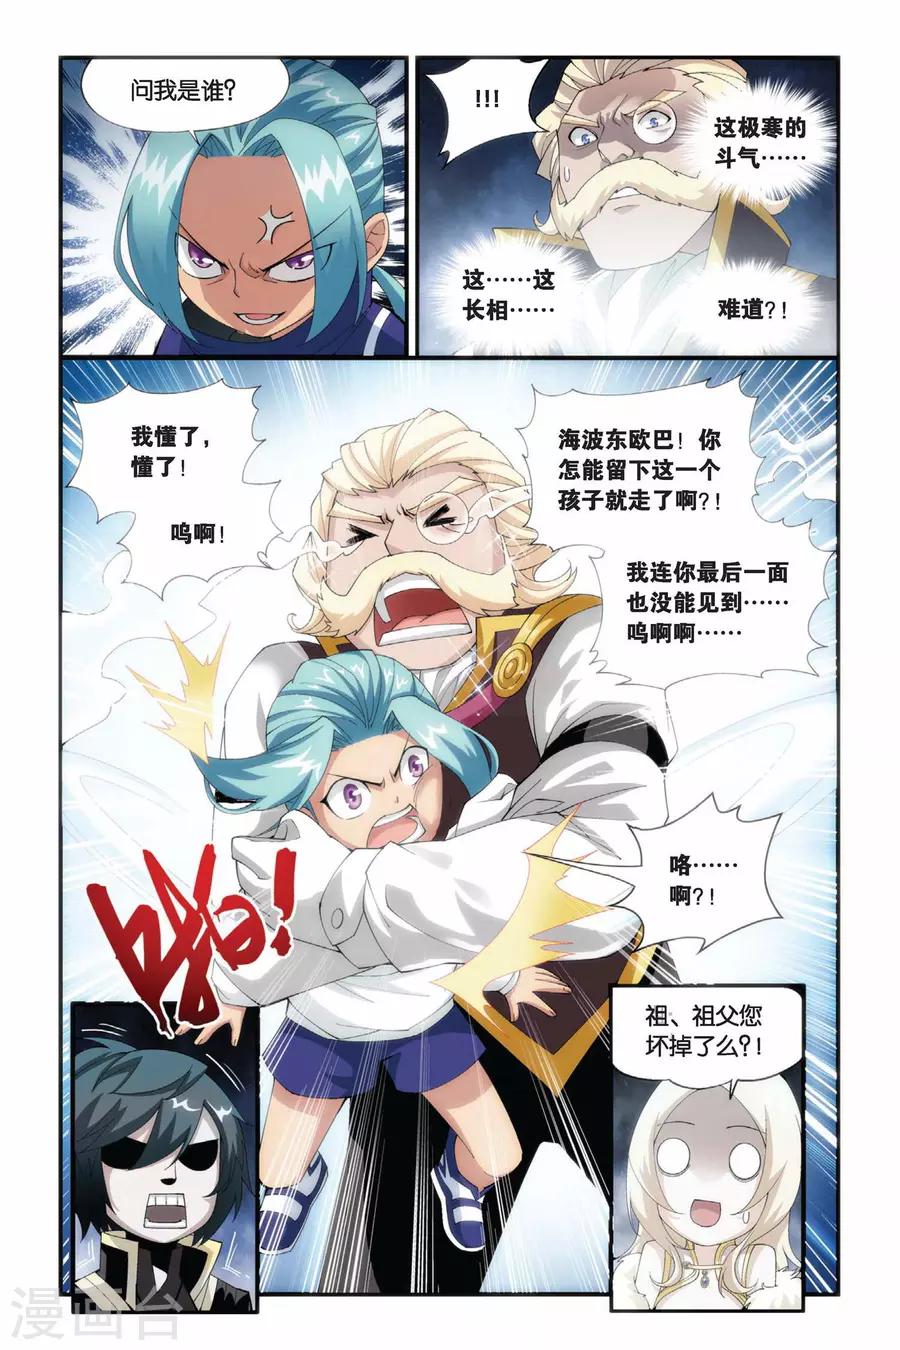 问我是谁？
!!!
这极寒的
斗气……
这……这
长相……
难道？！
我懂了，
懂了！
呜啊！
海波东欧巴！你
怎能留下这一个
孩子就走了啊？！
我连你最后一面
也没能见到……
呜啊啊……
咯……
啊？！
啪！
祖、祖父您
坏掉了么？！
漫画台